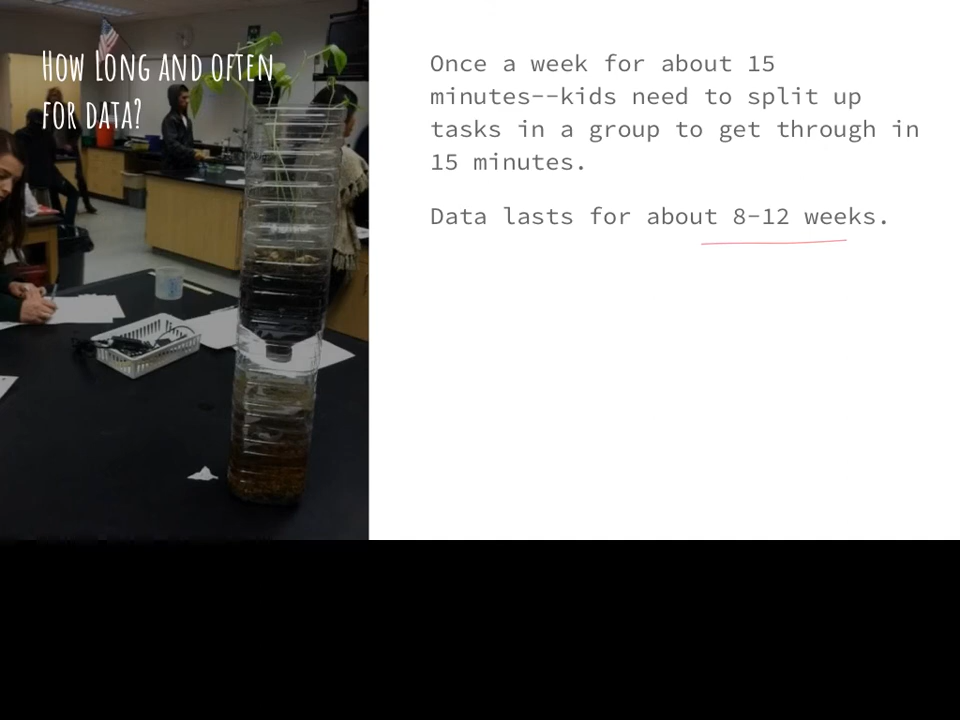 How Long and often
for data?
Once a week for about 15
minutes--kids need to split up
tasks in a group to get through in
15 minutes.
Data lasts for about 8-12 weeks.